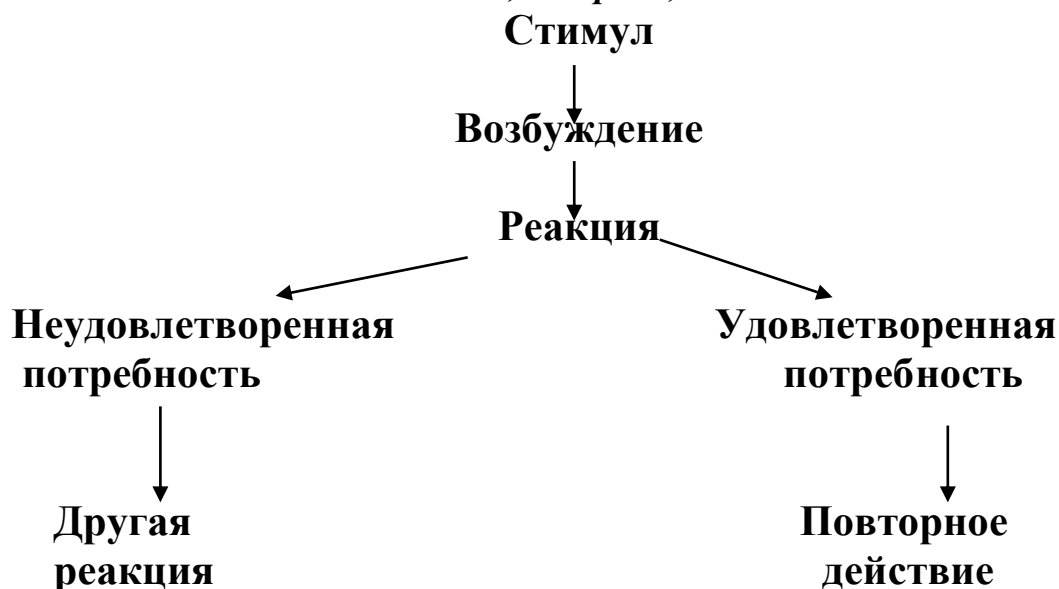 Стимул
Возбуждение
Реакция
Неудовлетворенная
потребность
Удовлетворенная
потребность
Другая
реакция
Повторное
действие